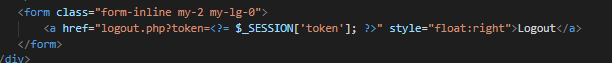 <form class="form-inline my-2 my-lg-0">
<a href="logout.php?token=<?= $_SESSION['token']; ?>" style="float:right">Logout</a>
</form>
</div>